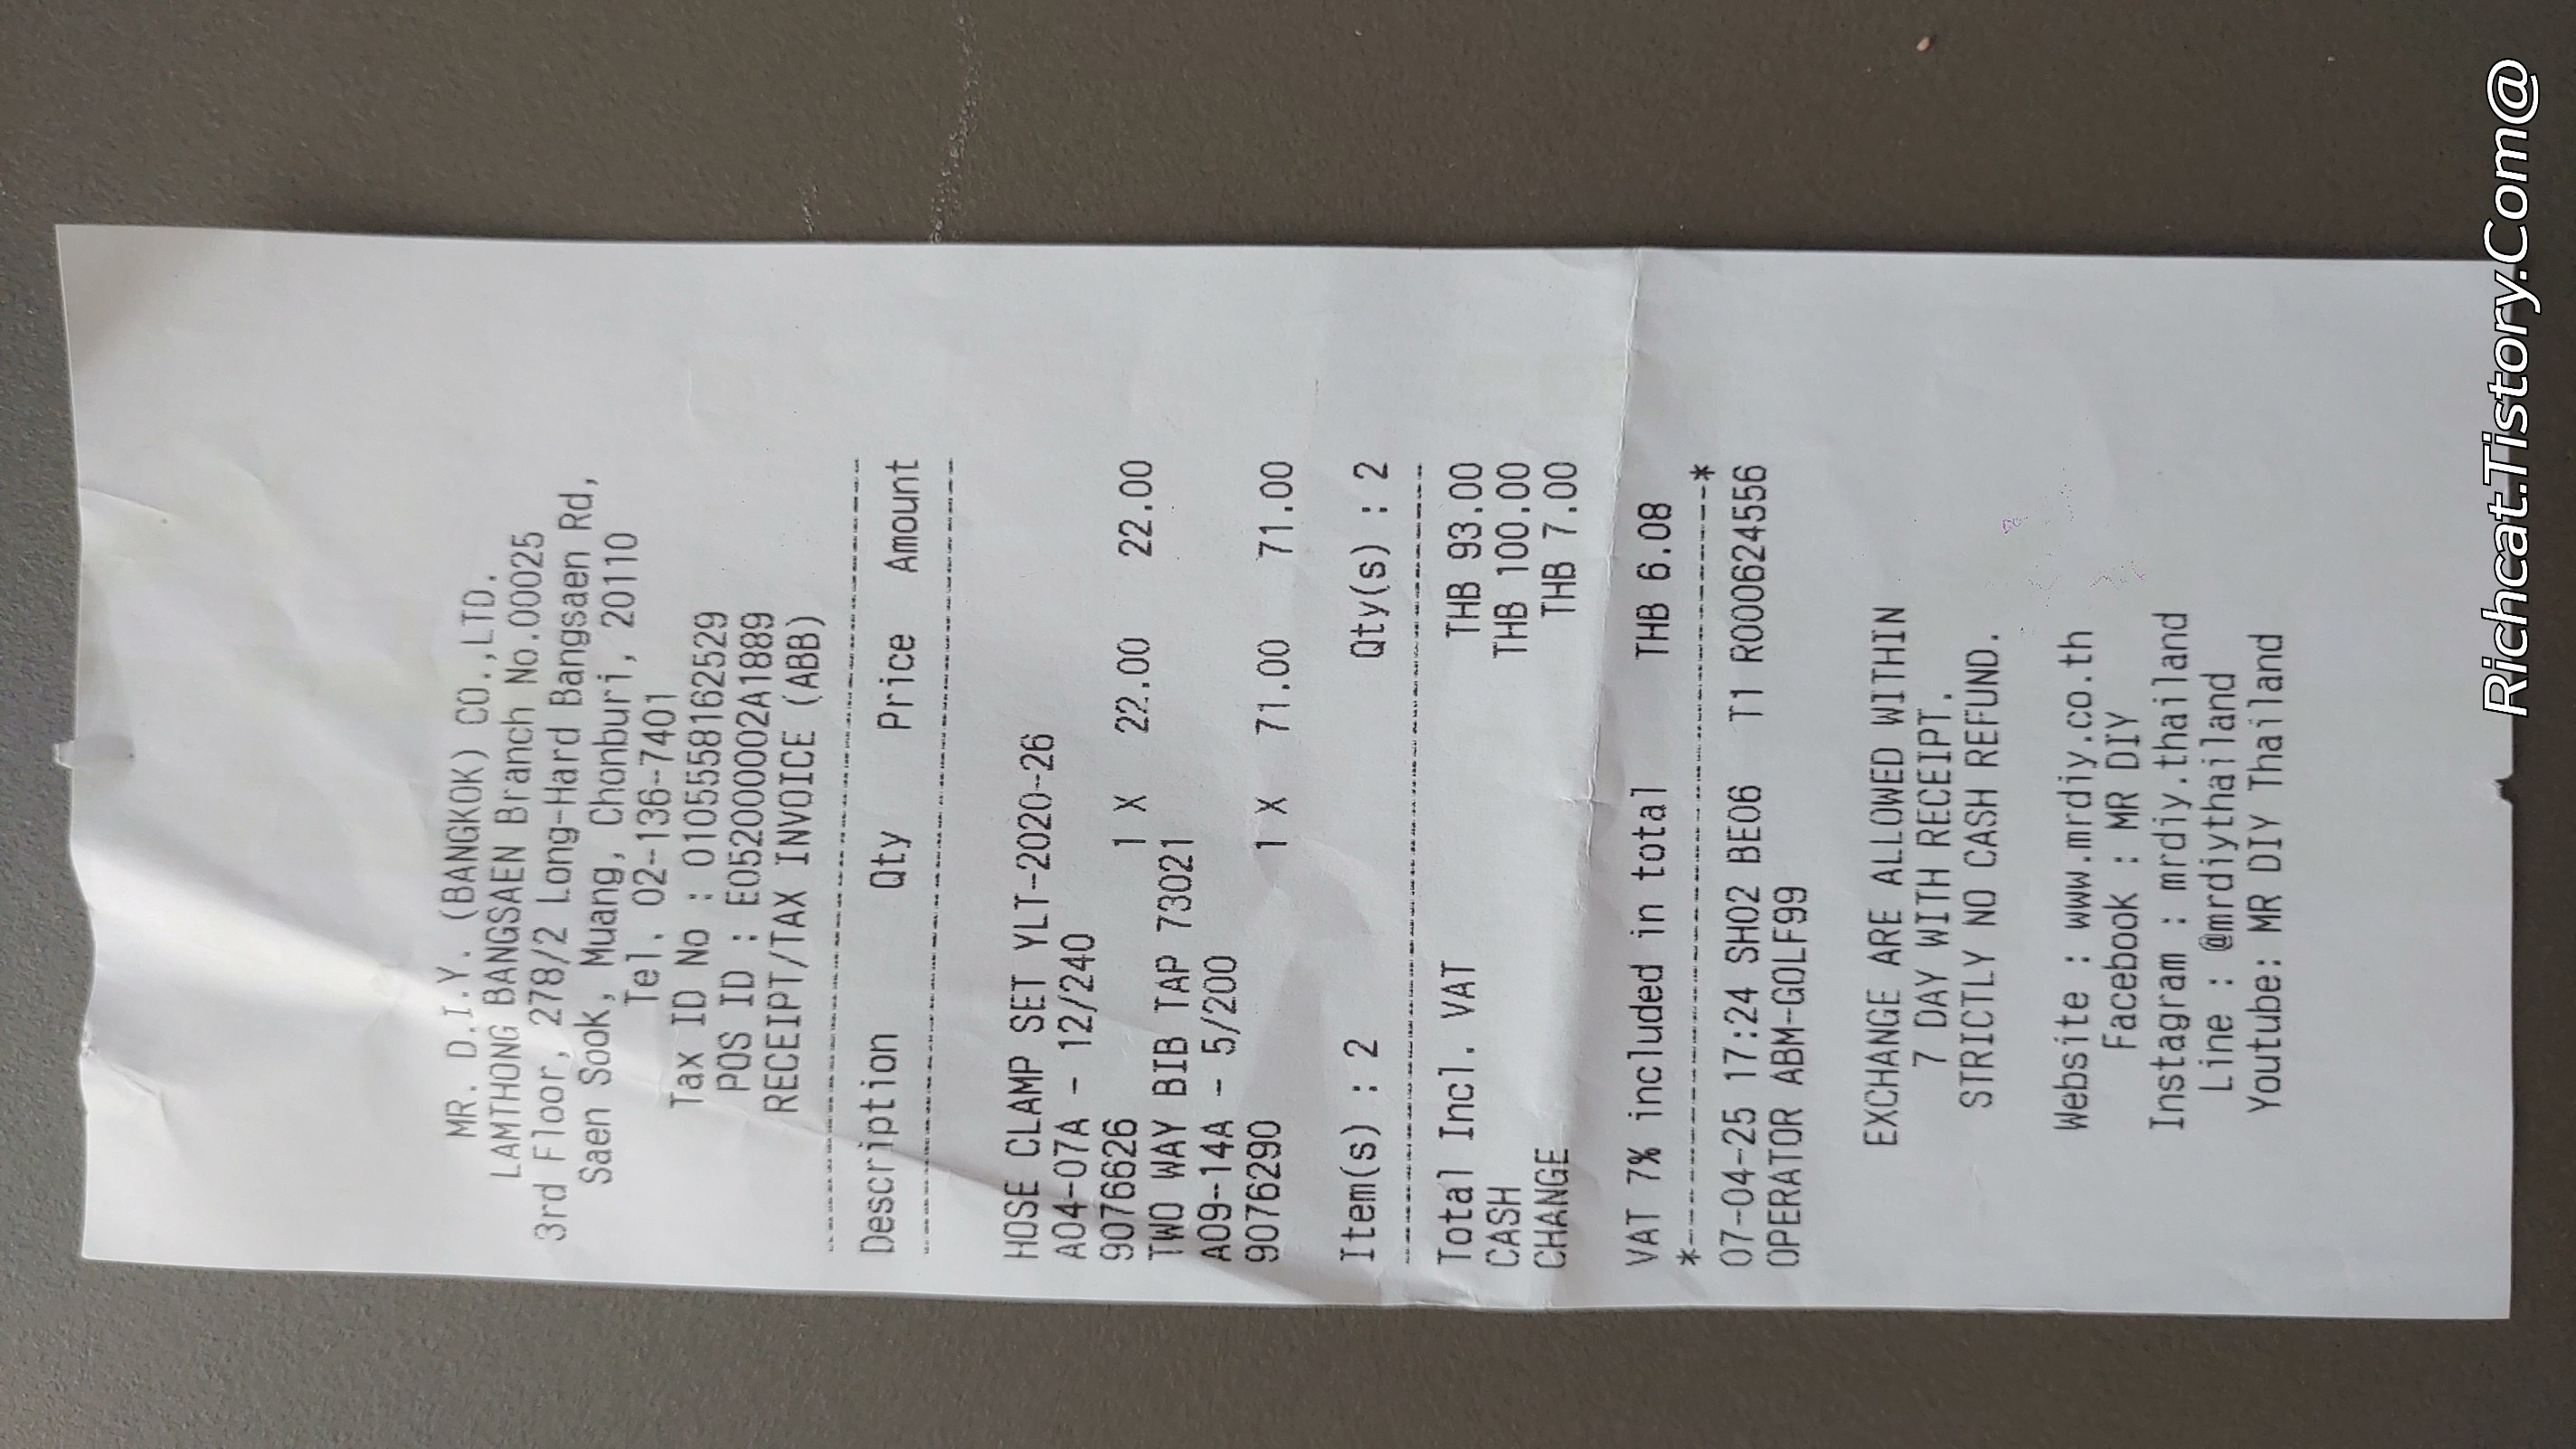 MR. D.I.Y. (BANGKOK) CO.,LTD.
LAMTHONG BANGSAEN Branch No.00025
3rd Floor, 278/2 Long-Hard Bangsaen Rd,
Saen Sook, Muang, Chonburi, 20110
Tel. 02-136-7401
Tax ID No : 0105558162529
POS ID : E052000002A1889
RECEIPT/TAX INVOICE (ABB)
Description Qty Price Amount
HOSE CLAMP SET YLT-2020-26
A04-07A - 12/240
9076626 1 X 22.00 22.00
TWO WAY BIB TAP 73021
A09-14A - 5/200
9076290 1 X 71.00 71.00
Item(s) : 2 Qty(s) : 2
Total Incl. VAT THB 93.00
CASH THB 100.00
CHANGE THB 7.00
VAT 7% included in total THB 6.08
*----------------------------------*
07-04-25 17:24 SH02 BE06 T1 R000624556
OPERATOR ABM-GOLF99
EXCHANGE ARE ALLOWED WITHIN
7 DAY WITH RECEIPT.
STRICTLY NO CASH REFUND.
Website : www.mrdiy.co.th
Facebook : MR DIY
Instagram : mrdiy.thailand
Line : @mrdiythailand
Youtube: MR DIY Thailand
Richcat.Tistory.Com@